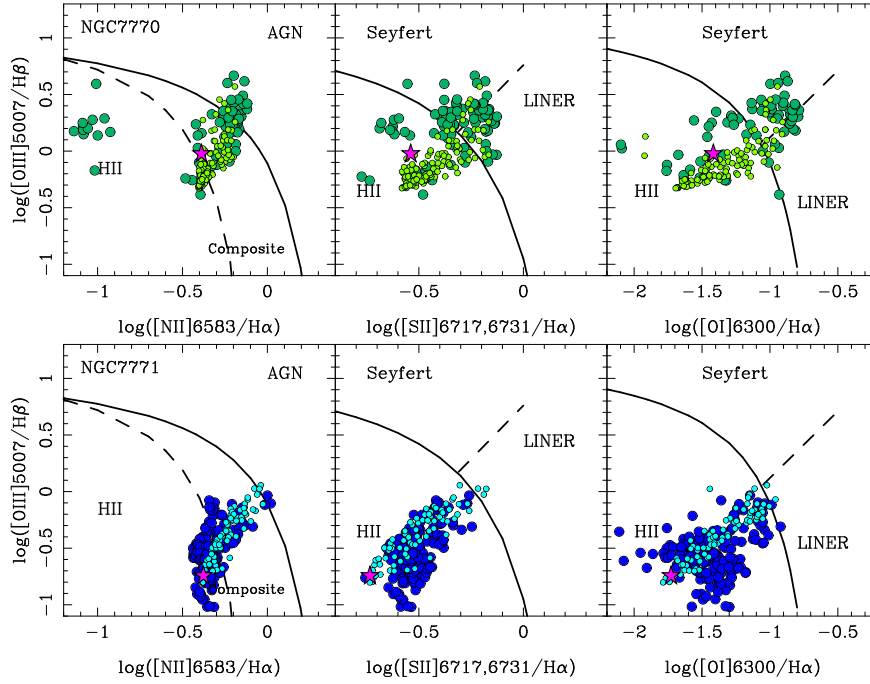 NGC7770
AGN
HII
Composite
log([OIII]5007/Hβ)
1
0.5
0
−0.5
−1
−1
−0.5
0
log([NII]6583/Hα)
Seyfert
LINER
HII
−1
−0.5
0
log([SII]6717,6731/Hα)
Seyfert
HII
LINER
−2
−1.5
−1
−0.5
log([OI]6300/Hα)
NGC7771
AGN
HII
Composite
log([OIII]5007/Hβ)
1
0.5
0
−0.5
−1
−1
−0.5
0
log([NII]6583/Hα)
Seyfert
LINER
HII
−1
−0.5
0
log([SII]6717,6731/Hα)
Seyfert
HII
LINER
−2
−1.5
−1
−0.5
log([OI]6300/Hα)